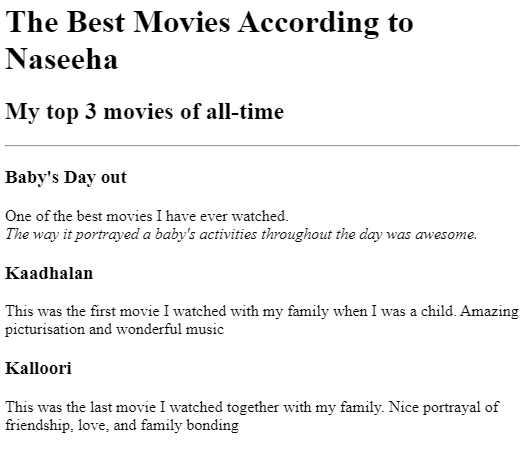 The Best Movies According to
Naseeha
My top 3 movies of all-time
Baby's Day out
One of the best movies I have ever watched.
The way it portrayed a baby's activities throughout the day was awesome.
Kaadhalan
This was the first movie I watched with my family when I was a child. Amazing
picturisation and wonderful music
Kalloori
This was the last movie I watched together with my family. Nice portrayal of
friendship, love, and family bonding